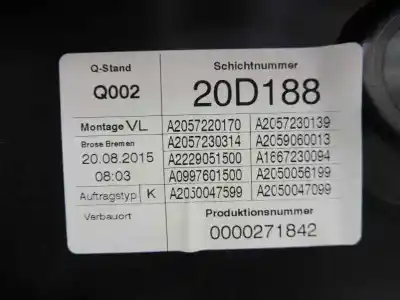 Q-Stand Schichtnummer
Q002 20D188
Montage VL A2057220170 A2057230139
Brose Bremen A2057230314 A2059060013
20.08.2015 A2229051500 A1667230094
08:03 A0997601500 A2050056199
Auftragstyp K A2050047599 A2050047099
Verbauort Produktionsnummer
0000271842